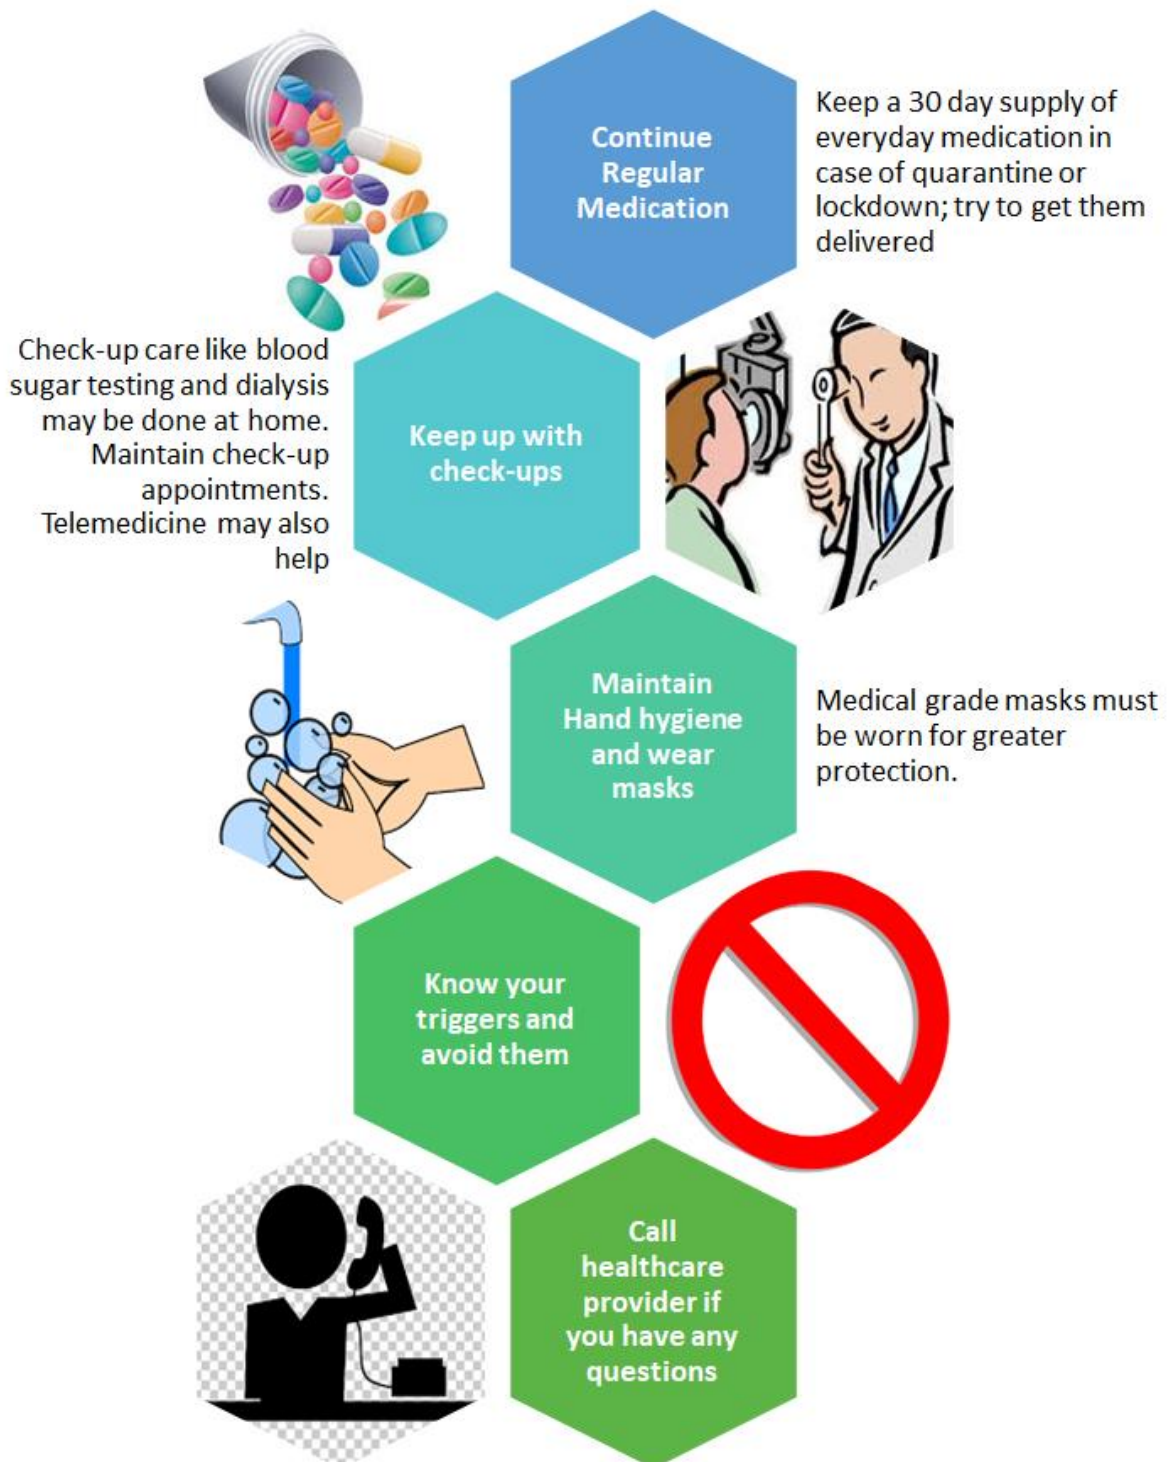 Continue
Regular
Medication
Keep a 30 day supply of
everyday medication in
case of quarantine or
lockdown; try to get them
delivered
Check-up care like blood
sugar testing and dialysis
may be done at home.
Maintain check-up
appointments.
Telemedicine may also
help
Keep up with
check-ups
Maintain
Hand hygiene
and wear
masks
Medical grade masks must
be worn for greater
protection.
Know your
triggers and
avoid them
Call
healthcare
provider if
you have any
questions